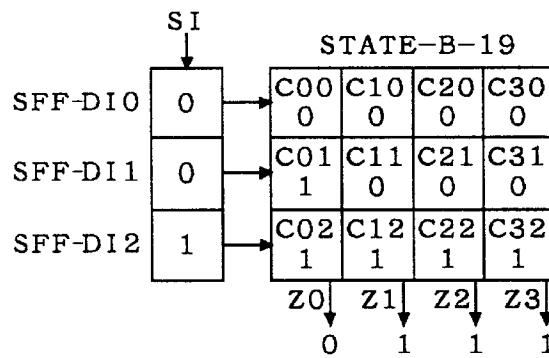 SI
STATE-B-19
SFF-DI0 0 C00 C10 C20 C30
0 0 0 0
SFF-DI1 0 C01 C11 C21 C31
1 0 0 0
SFF-DI2 1 C02 C12 C22 C32
1 1 1 1
Z0 Z1 Z2 Z3
0 1 1 1